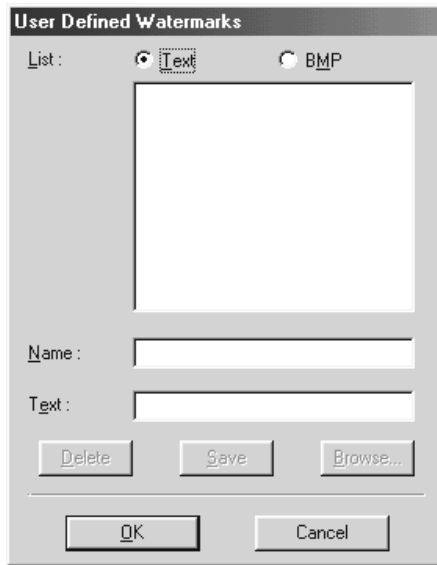 User Defined Watermarks
List : Text BMP
Name :
Text :
Delete Save Browse...
OK Cancel